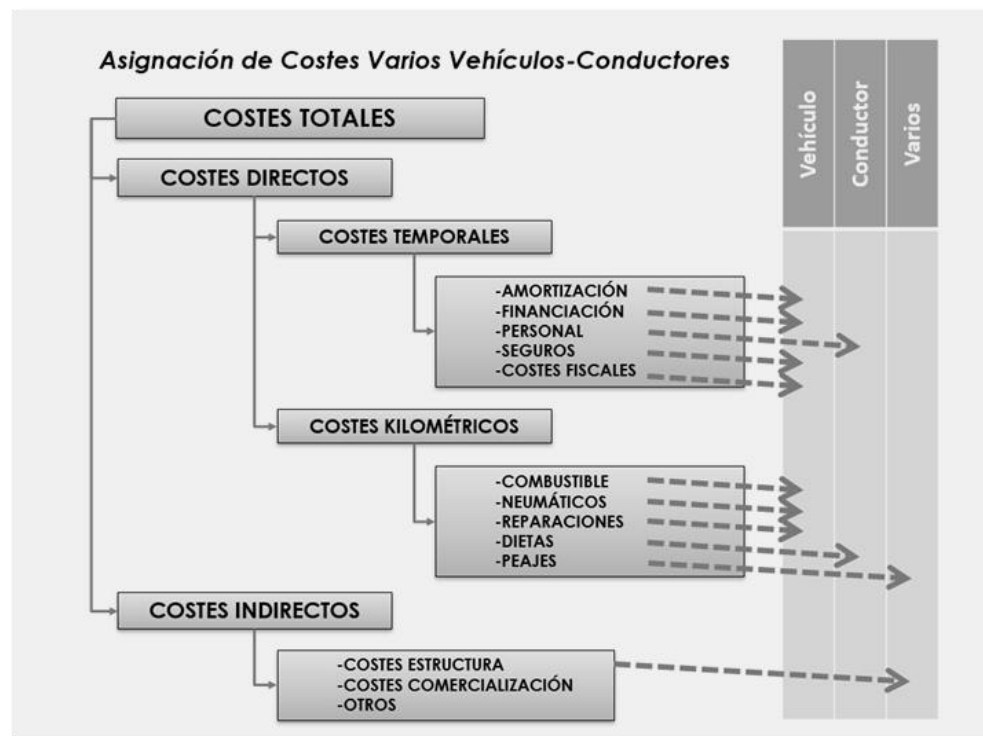 Asignación de Costes Varios Vehículos-Conductores
Vehículo
Conductor
Varios
COSTES TOTALES
COSTES DIRECTOS
COSTES TEMPORALES
-AMORTIZACIÓN
-FINANCIACIÓN
-PERSONAL
-SEGUROS
-COSTES FISCALES
COSTES KILOMÉTRICOS
-COMBUSTIBLE
-NEUMÁTICOS
-REPARACIONES
-DIETAS
-PEAJES
COSTES INDIRECTOS
-COSTES ESTRUCTURA
-COSTES COMERCIALIZACIÓN
-OTROS